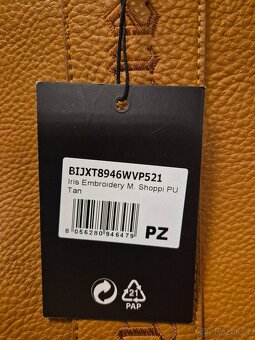 BIJXT8946WVP521
Iris Embroidery M. Shoppi PU
Tan
8 056280 946479
PZ
21
PAP